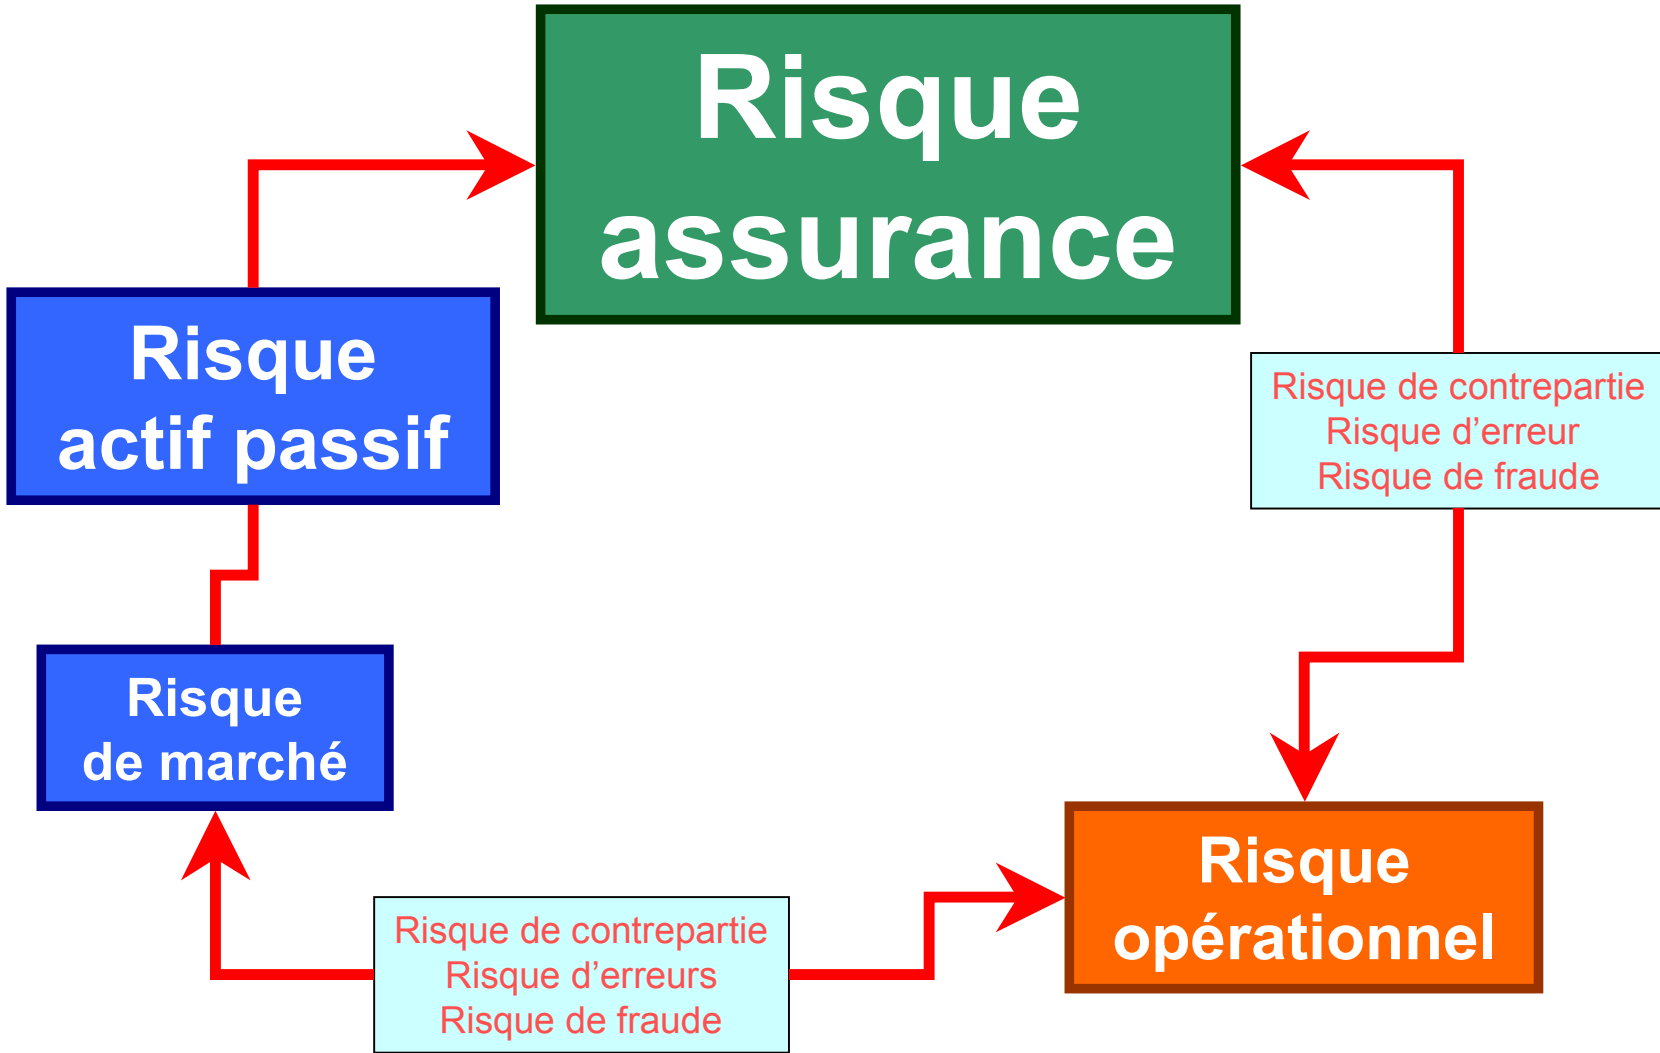 Risque
assurance
Risque
actif passif
Risque de contrepartie
Risque d’erreur
Risque de fraude
Risque
de marché
Risque
opérationnel
Risque de contrepartie
Risque d’erreurs
Risque de fraude